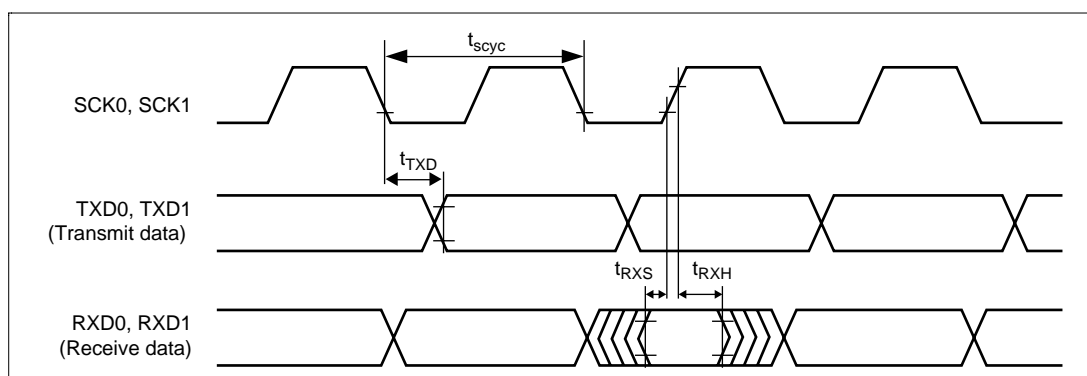 tscyc
SCK0, SCK1
tTXD
TXD0, TXD1
(Transmit data)
tRXS
tRXH
RXD0, RXD1
(Receive data)